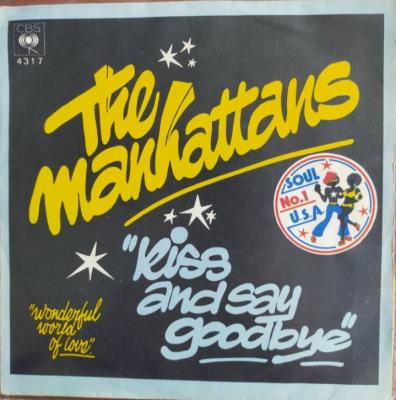 CBS
4317
The
manhattans
SOUL
No.1
U.S.A
"kiss
and say
goodbye"
"wonderful
world
of love".